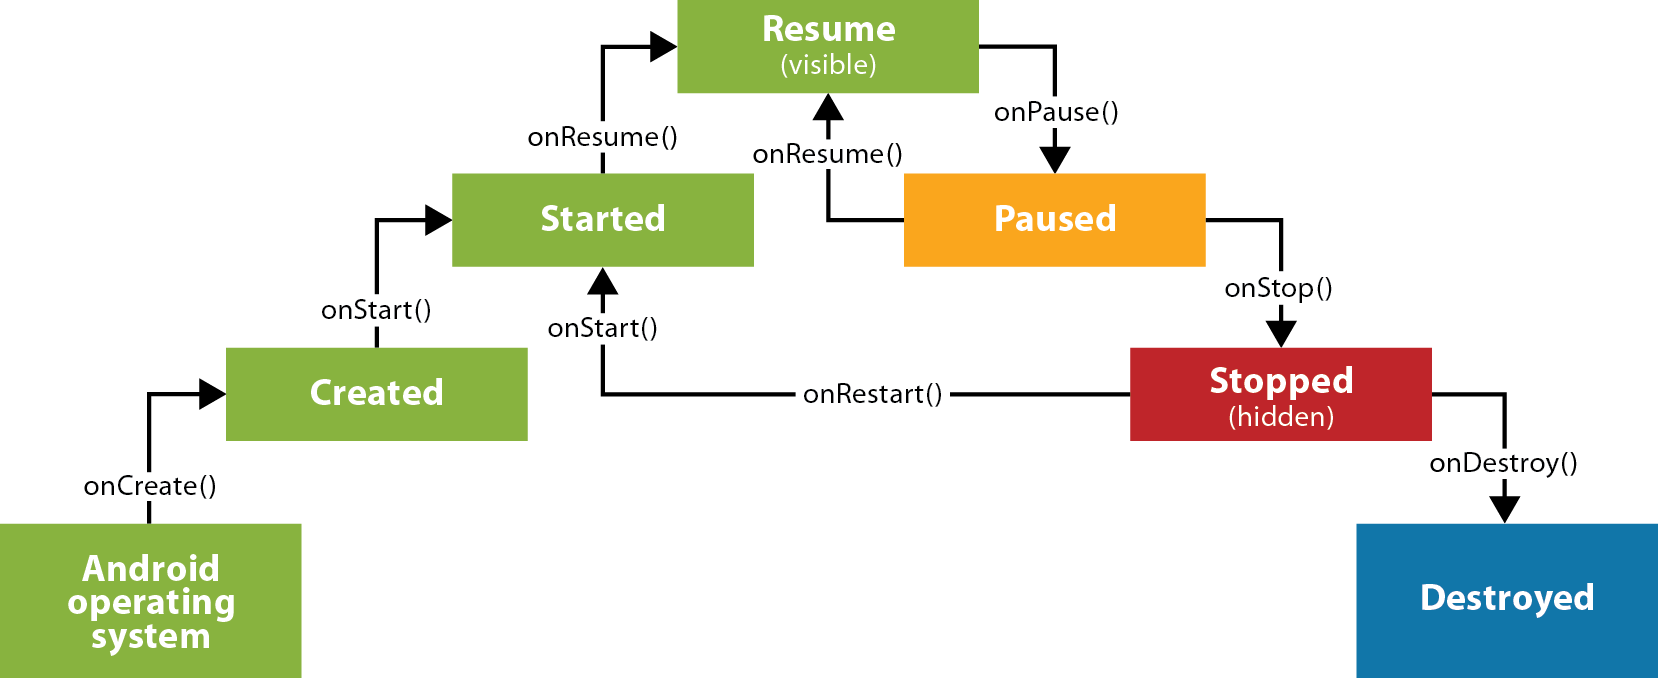 Resume
(visible)
onPause()
onResume()
onResume()
Started
Paused
onStart()
onStop()
onStart()
Created
onRestart()
Stopped
(hidden)
onCreate()
onDestroy()
Android
operating
system
Destroyed